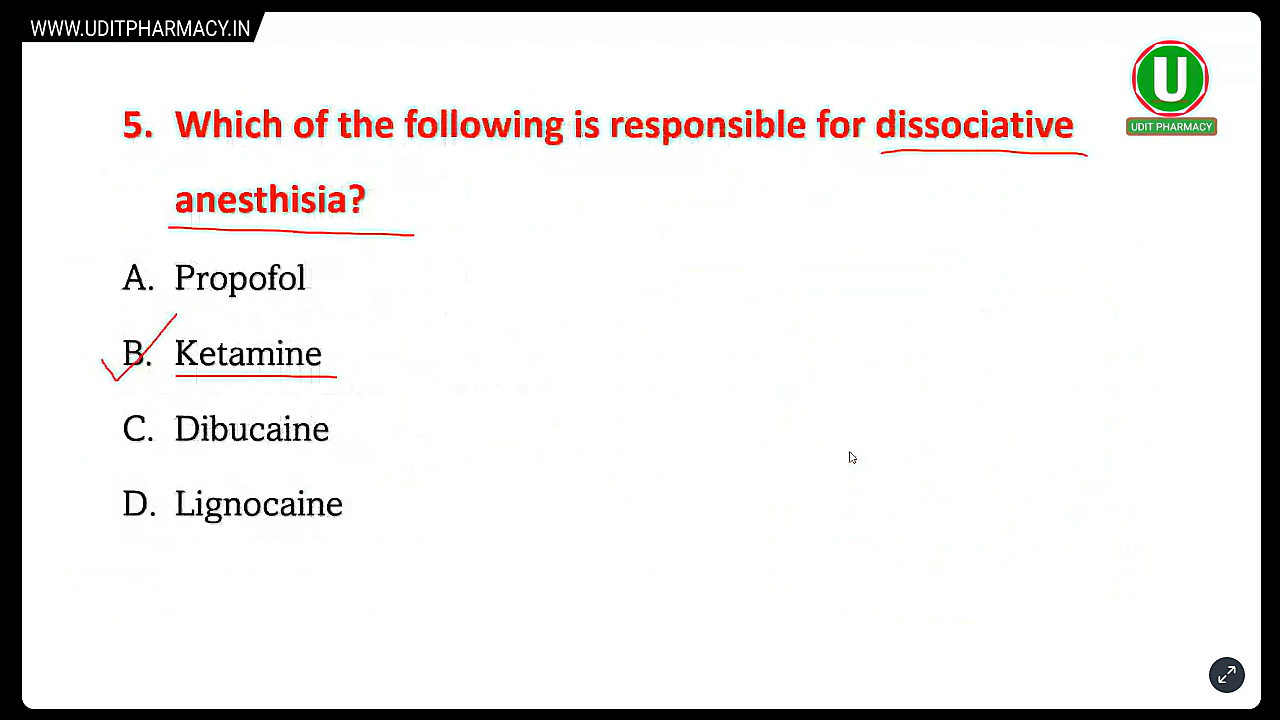 WWW.UDITPHARMACY.IN
U
UDIT PHARMACY
5. Which of the following is responsible for dissociative
anesthisia?
A. Propofol
B. Ketamine
C. Dibucaine
D. Lignocaine